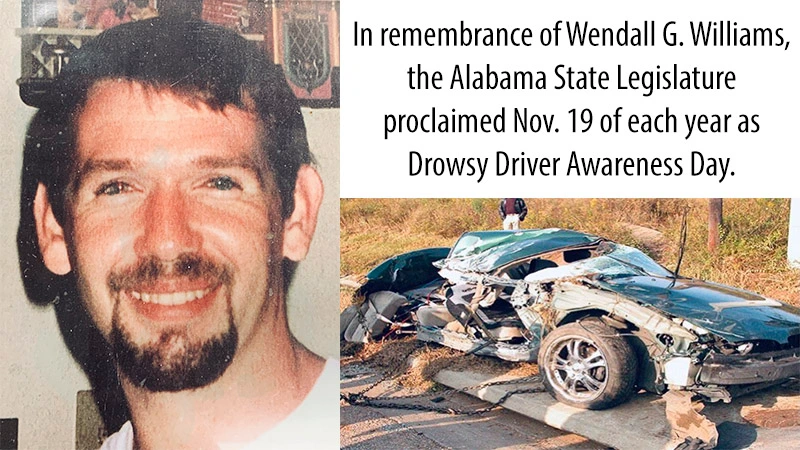 In remembrance of Wendall G. Williams,
the Alabama State Legislature
proclaimed Nov. 19 of each year as
Drowsy Driver Awareness Day.